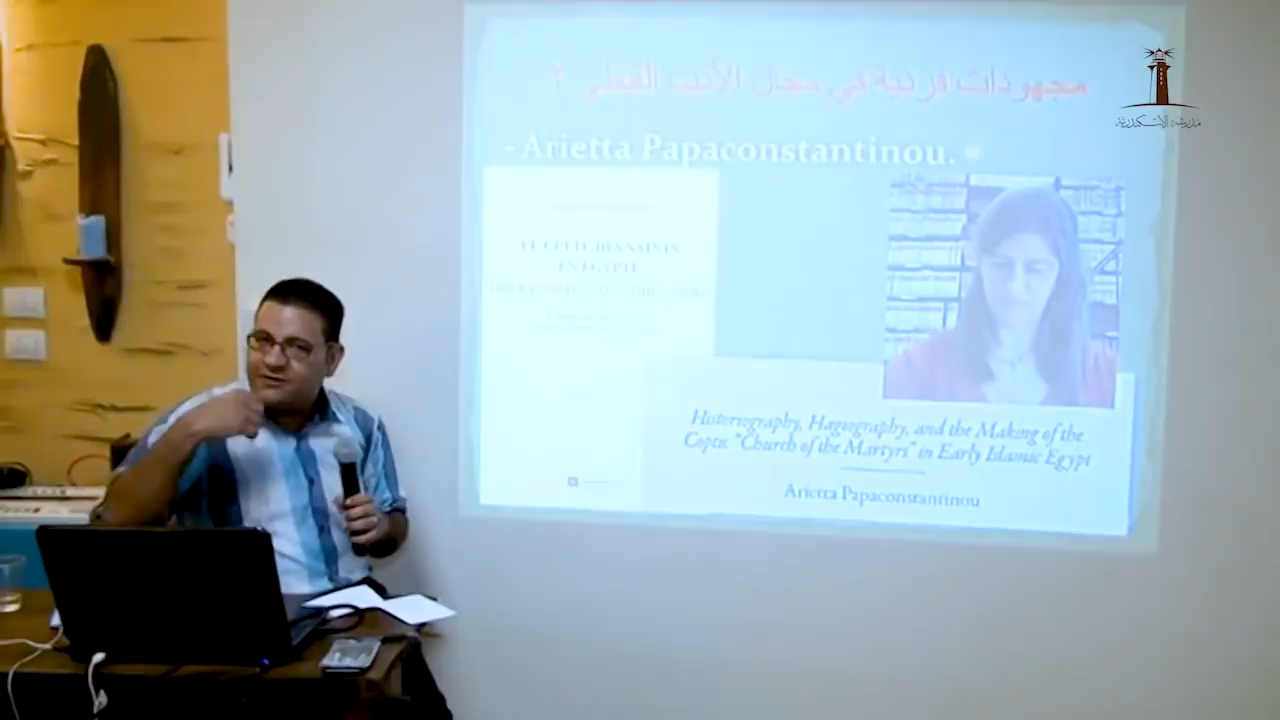 مجهودات فردية في مجال الأدب القبطي ؟
مدرسة الإسكندرية
- Arietta Papaconstantinou.
LE CULTE DES SAINTS
EN EGYPTE
Historiography, Hagiography, and the Making of the
Coptic "Church of the Martyrs" in Early Islamic Egypt
Arietta Papaconstantinou